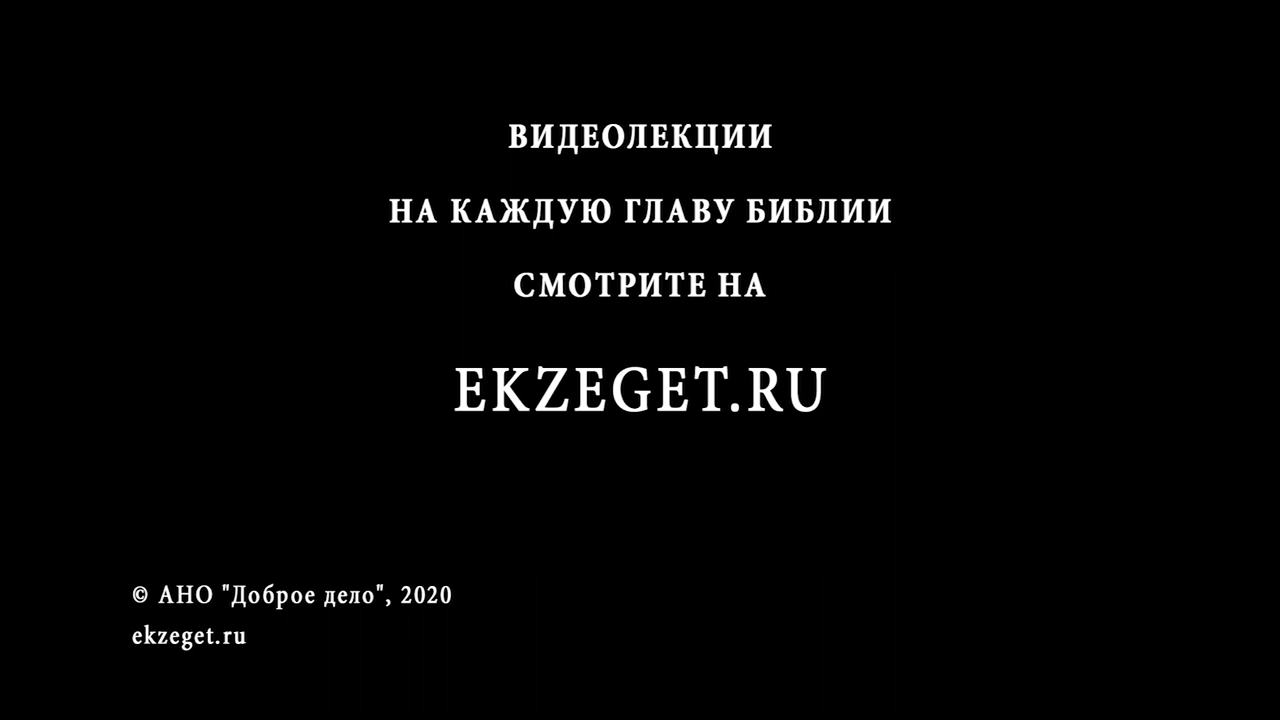 ВИДЕОЛЕКЦИИ
НА КАЖДУЮ ГЛАВУ БИБЛИИ
СМОТРИТЕ НА
EKZEGET.RU
© АНО "Доброе дело", 2020
ekzeget.ru